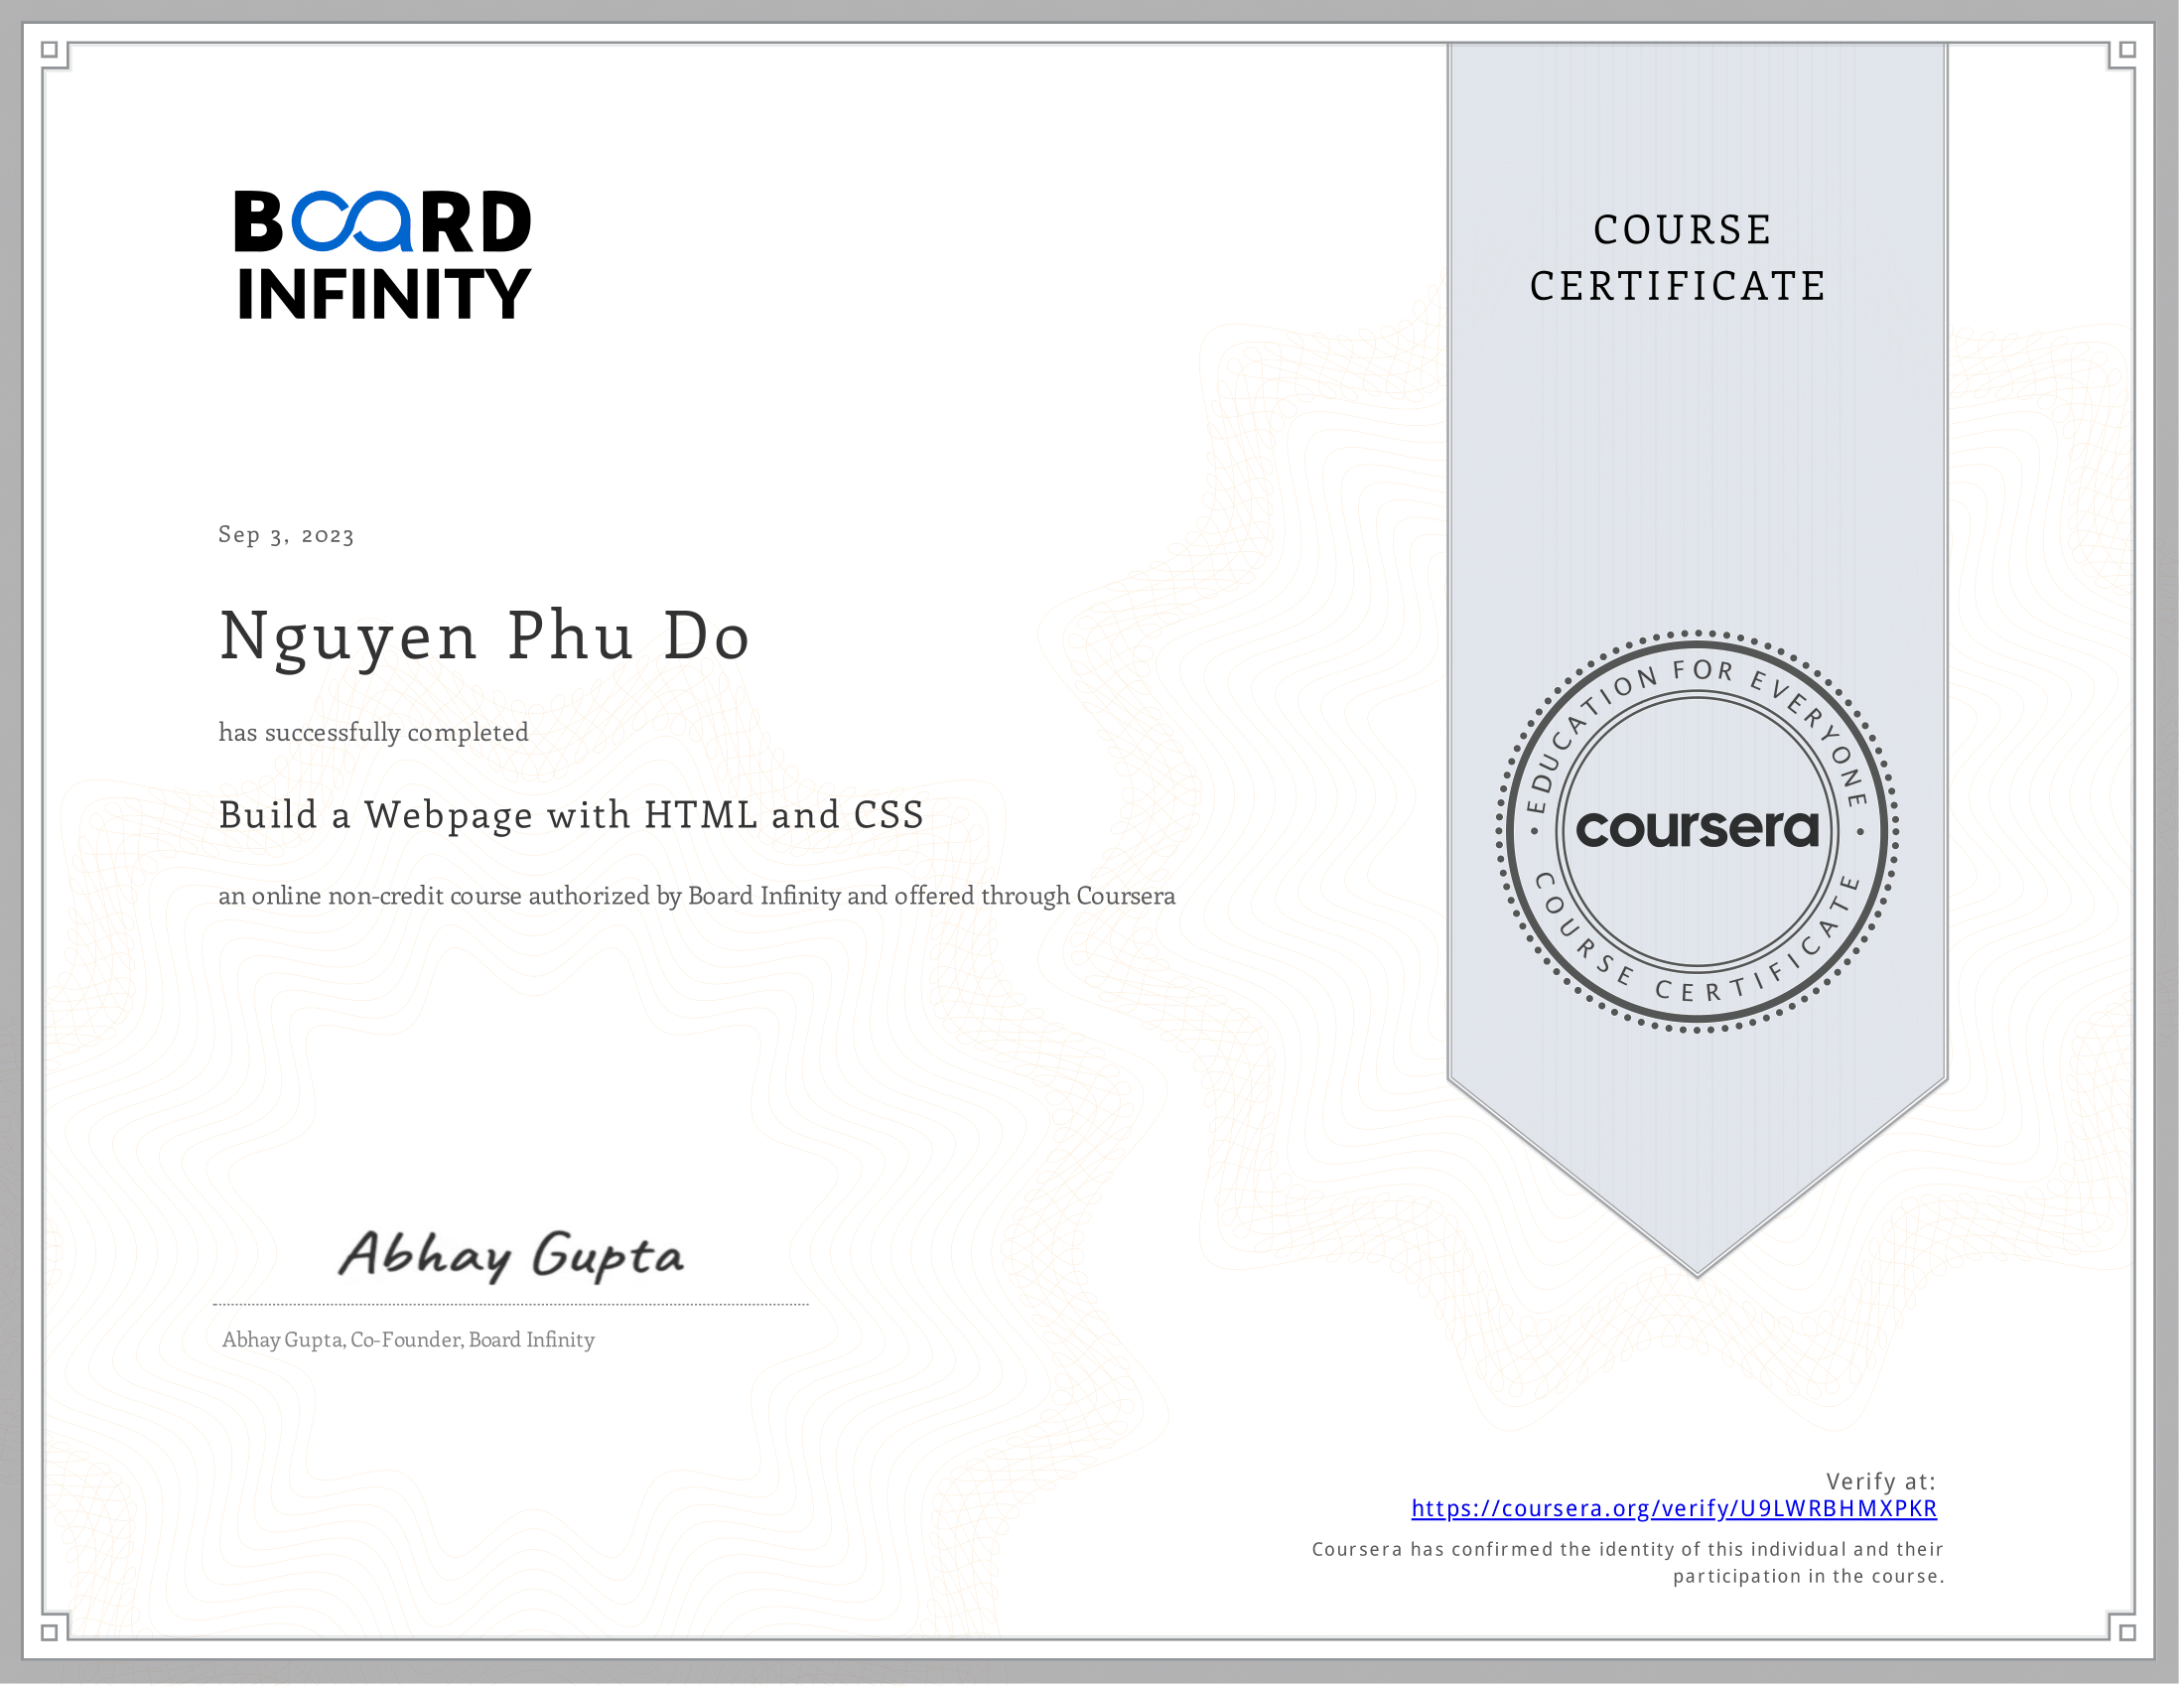 BOARD
INFINITY
COURSE
CERTIFICATE
Sep 3, 2023
Nguyen Phu Do
has successfully completed
Build a Webpage with HTML and CSS
an online non-credit course authorized by Board Infinity and offered through Coursera
EDUCATION FOR EVERYONE
coursera
COURSE CERTIFICATE
Abhay Gupta
Abhay Gupta, Co-Founder, Board Infinity
Verify at:
https://coursera.org/verify/U9LWRBHMXPKR
Coursera has confirmed the identity of this individual and their
participation in the course.